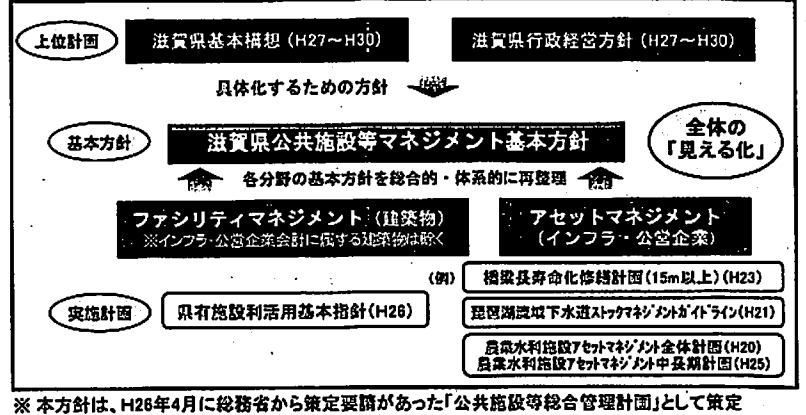 上位計画
滋賀県基本構想（H27～H30）
滋賀県行政経営方針（H27～H30）
具体化するための方針
基本方針
滋賀県公共施設等マネジメント基本方針
全体の
「見える化」
各分野の基本方針を総合的・体系的に再整理
ファシリティマネジメント（建築物）
※インフラ・公営企業会計に属する建築物は除く
アセットマネジメント
（インフラ・公営企業）
実施計画
県有施設利活用基本指針（H26）
（例）
橋梁長寿命化修繕計画（15m以上）（H23）
琵琶湖流域下水道ストックマネジメントガイドライン（H21）
農業水利施設アセットマネジメント全体計画（H20）
農業水利施設アセットマネジメント中長期計画（H25）
※ 本方針は、H26年4月に総務省から策定要請があった「公共施設等総合管理計画」として策定